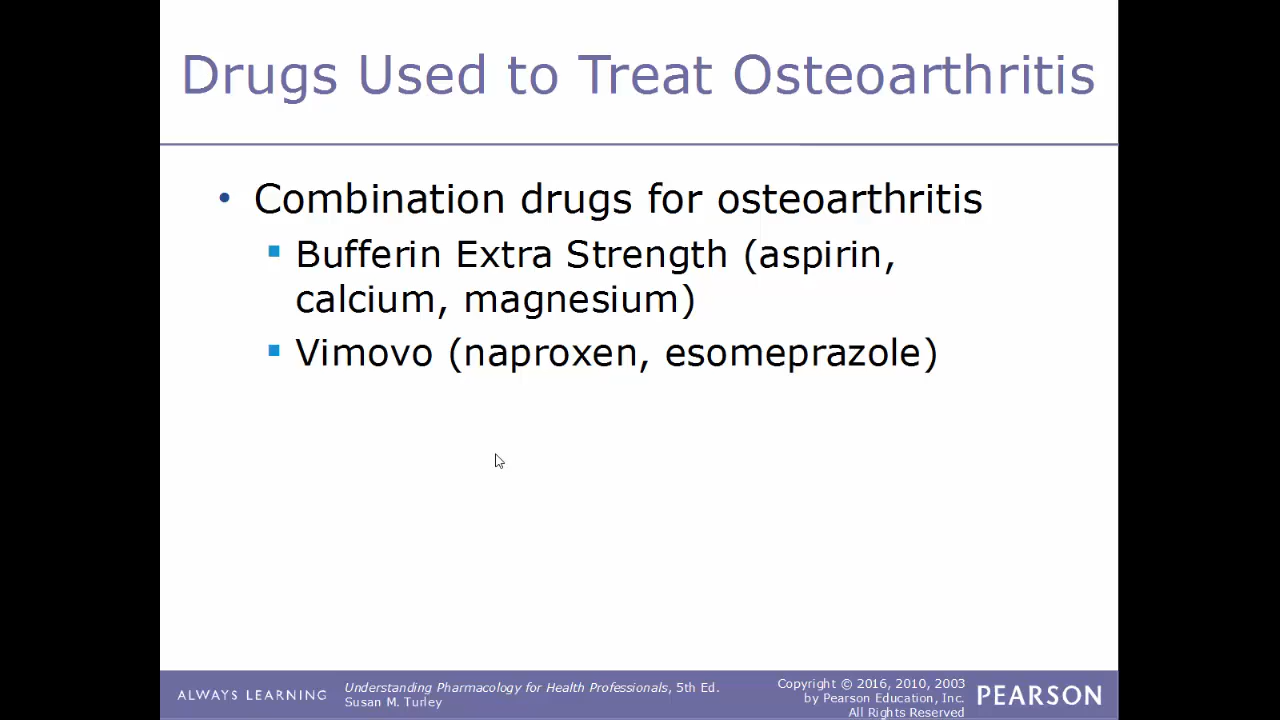 Drugs Used to Treat Osteoarthritis
• Combination drugs for osteoarthritis
▪ Bufferin Extra Strength (aspirin,
calcium, magnesium)
▪ Vimovo (naproxen, esomeprazole)
ALWAYS LEARNING
Understanding Pharmacology for Health Professionals, 5th Ed.
Susan M. Turley
Copyright © 2016, 2010, 2003
by Pearson Education, Inc.
All Rights Reserved
PEARSON